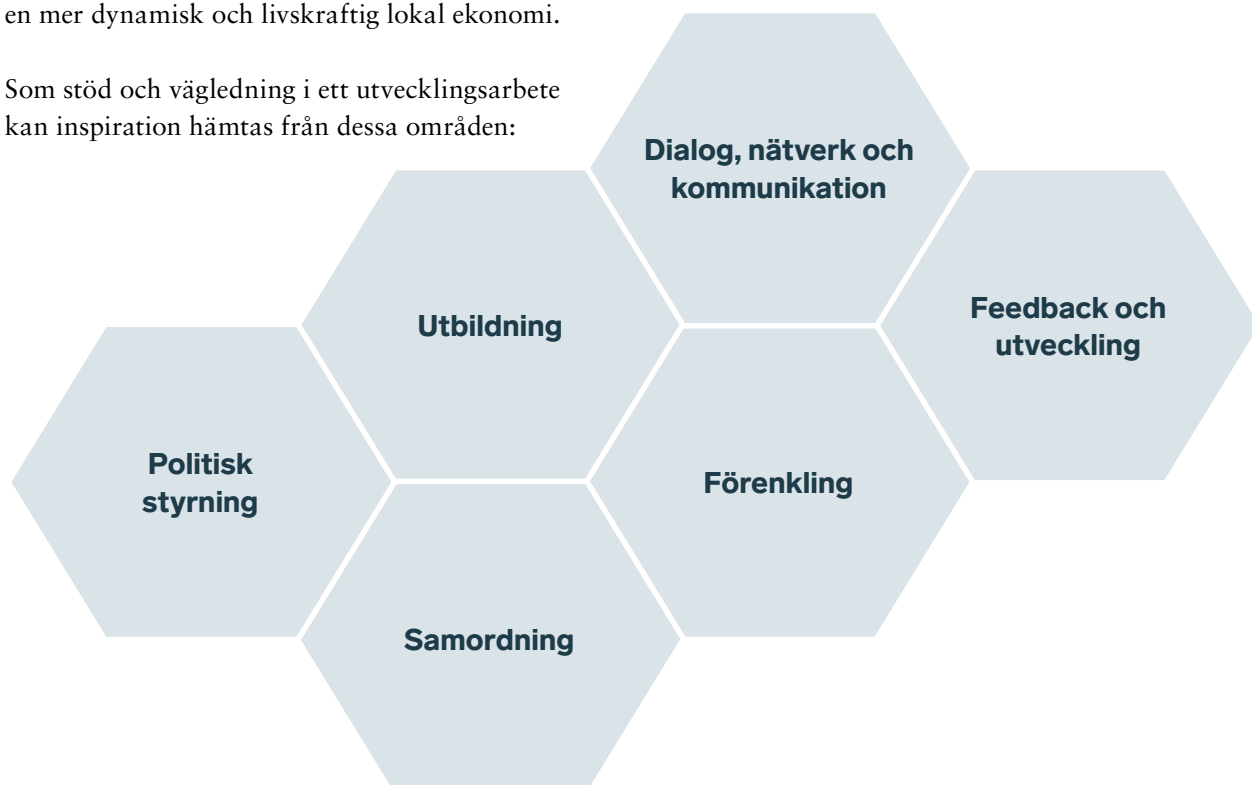 en mer dynamisk och livskraftig lokal ekonomi.
Som stöd och vägledning i ett utvecklingsarbete
kan inspiration hämtas från dessa områden:
Dialog, nätverk och
kommunikation
Utbildning
Feedback och
utveckling
Politisk
styrning
Förenkling
Samordning